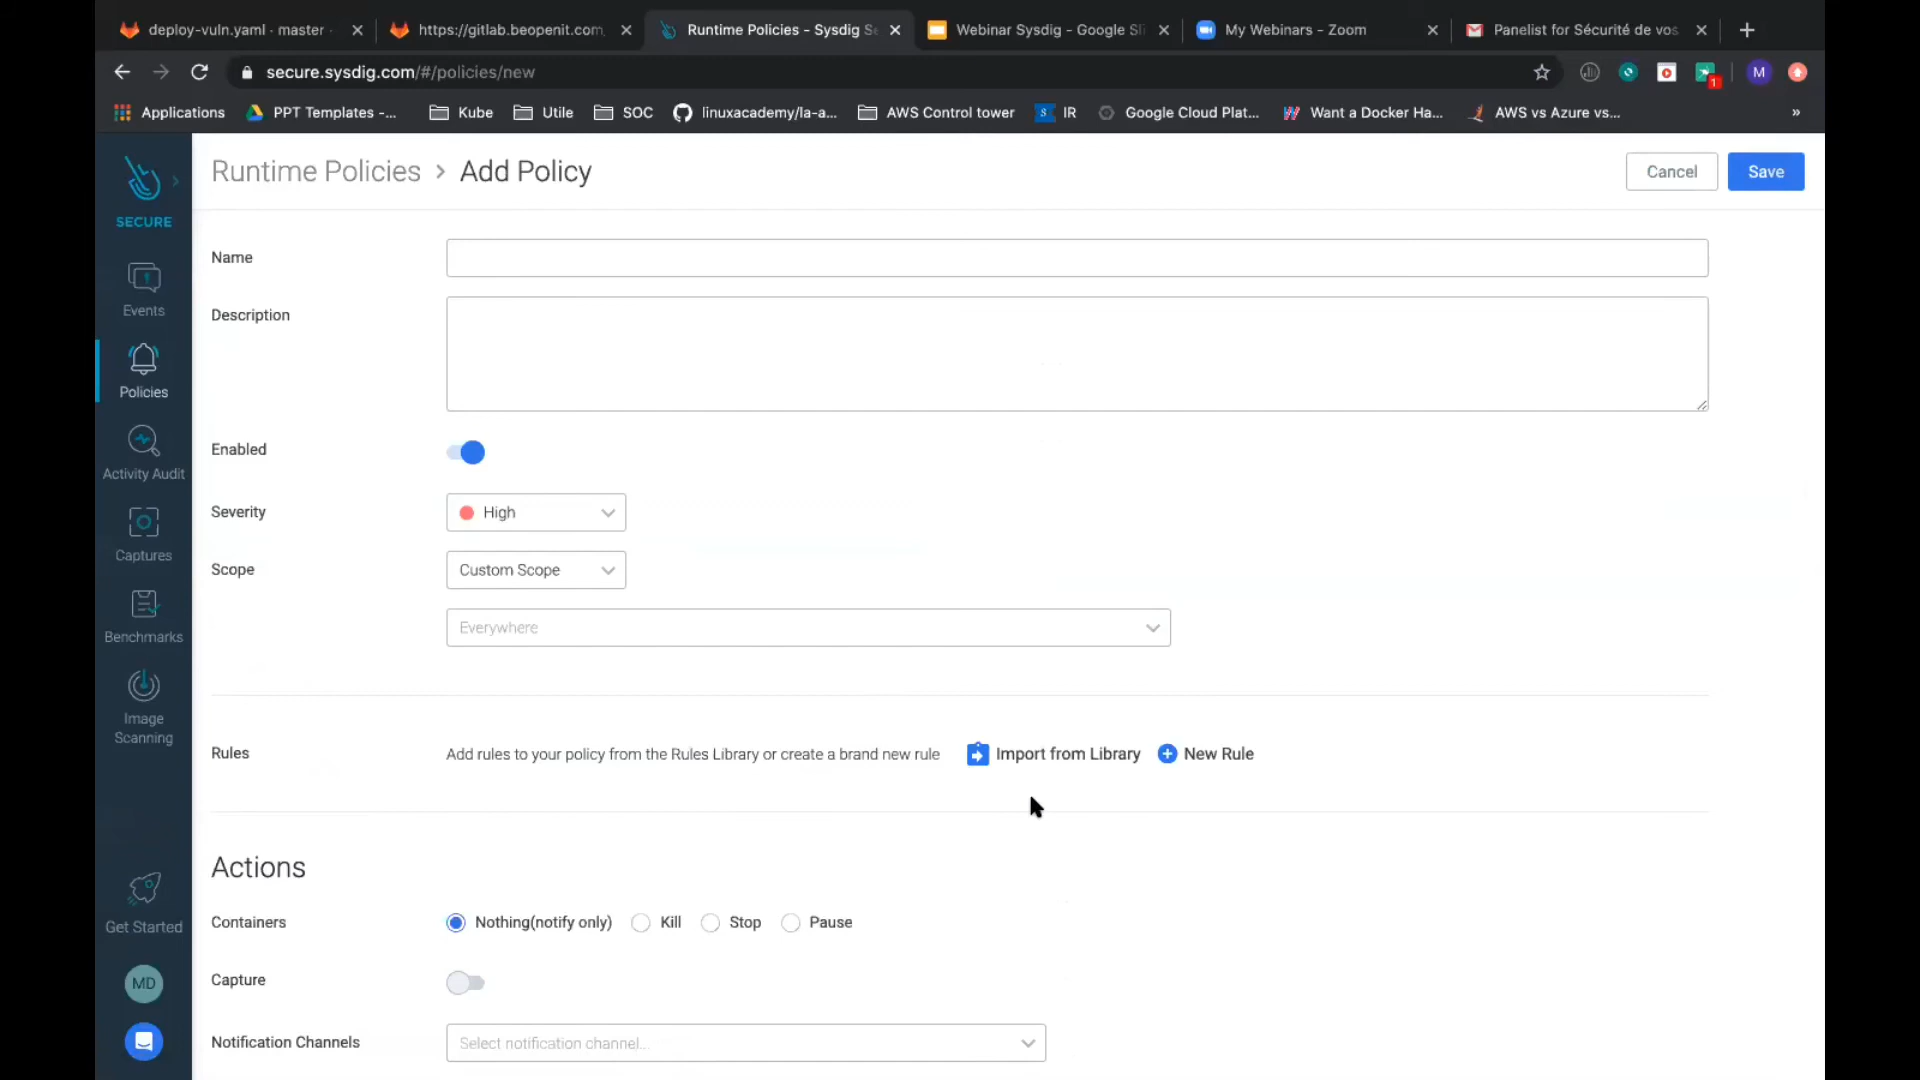 deploy-vuln.yaml · master
https://gitlab.beopenit.com
Runtime Policies - Sysdig Se
Webinar Sysdig - Google Sli
My Webinars - Zoom
Panelist for Sécurité de vos
secure.sysdig.com/#/policies/new
M
1
Applications
PPT Templates -...
Kube
Utile
SOC
linuxacademy/la-a...
AWS Control tower
S
IR
Google Cloud Plat...
Want a Docker Ha...
AWS vs Azure vs...
»
SECURE
Events
Policies
Activity Audit
Captures
Benchmarks
Image
Scanning
Get Started
MD
Runtime Policies > Add Policy
Cancel
Save
Name
Description
Enabled
Severity
High
Scope
Custom Scope
Everywhere
Rules
Add rules to your policy from the Rules Library or create a brand new rule
Import from Library
New Rule
Actions
Containers
Nothing(notify only)
Kill
Stop
Pause
Capture
Notification Channels
Select notification channel...